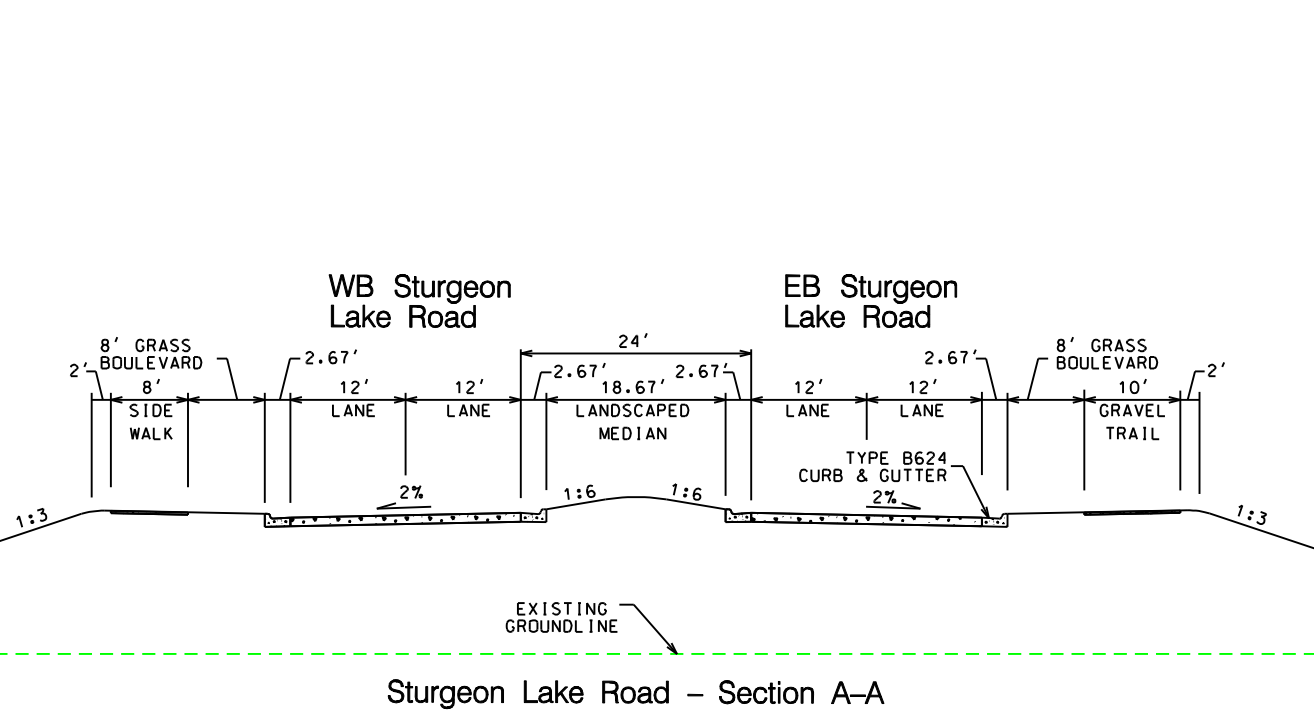 WB Sturgeon
Lake Road
EB Sturgeon
Lake Road
24'
8' GRASS
BOULEVARD
2.67'
2.67'
2.67'
2.67'
8' GRASS
BOULEVARD
2'
8'
SIDE
WALK
12'
LANE
12'
LANE
18.67'
LANDSCAPED
MEDIAN
12'
LANE
12'
LANE
10'
GRAVEL
TRAIL
2'
TYPE B624
CURB & GUTTER
1:3
2%
1:6
1:6
2%
1:3
EXISTING
GROUNDLINE
Sturgeon Lake Road – Section A–A